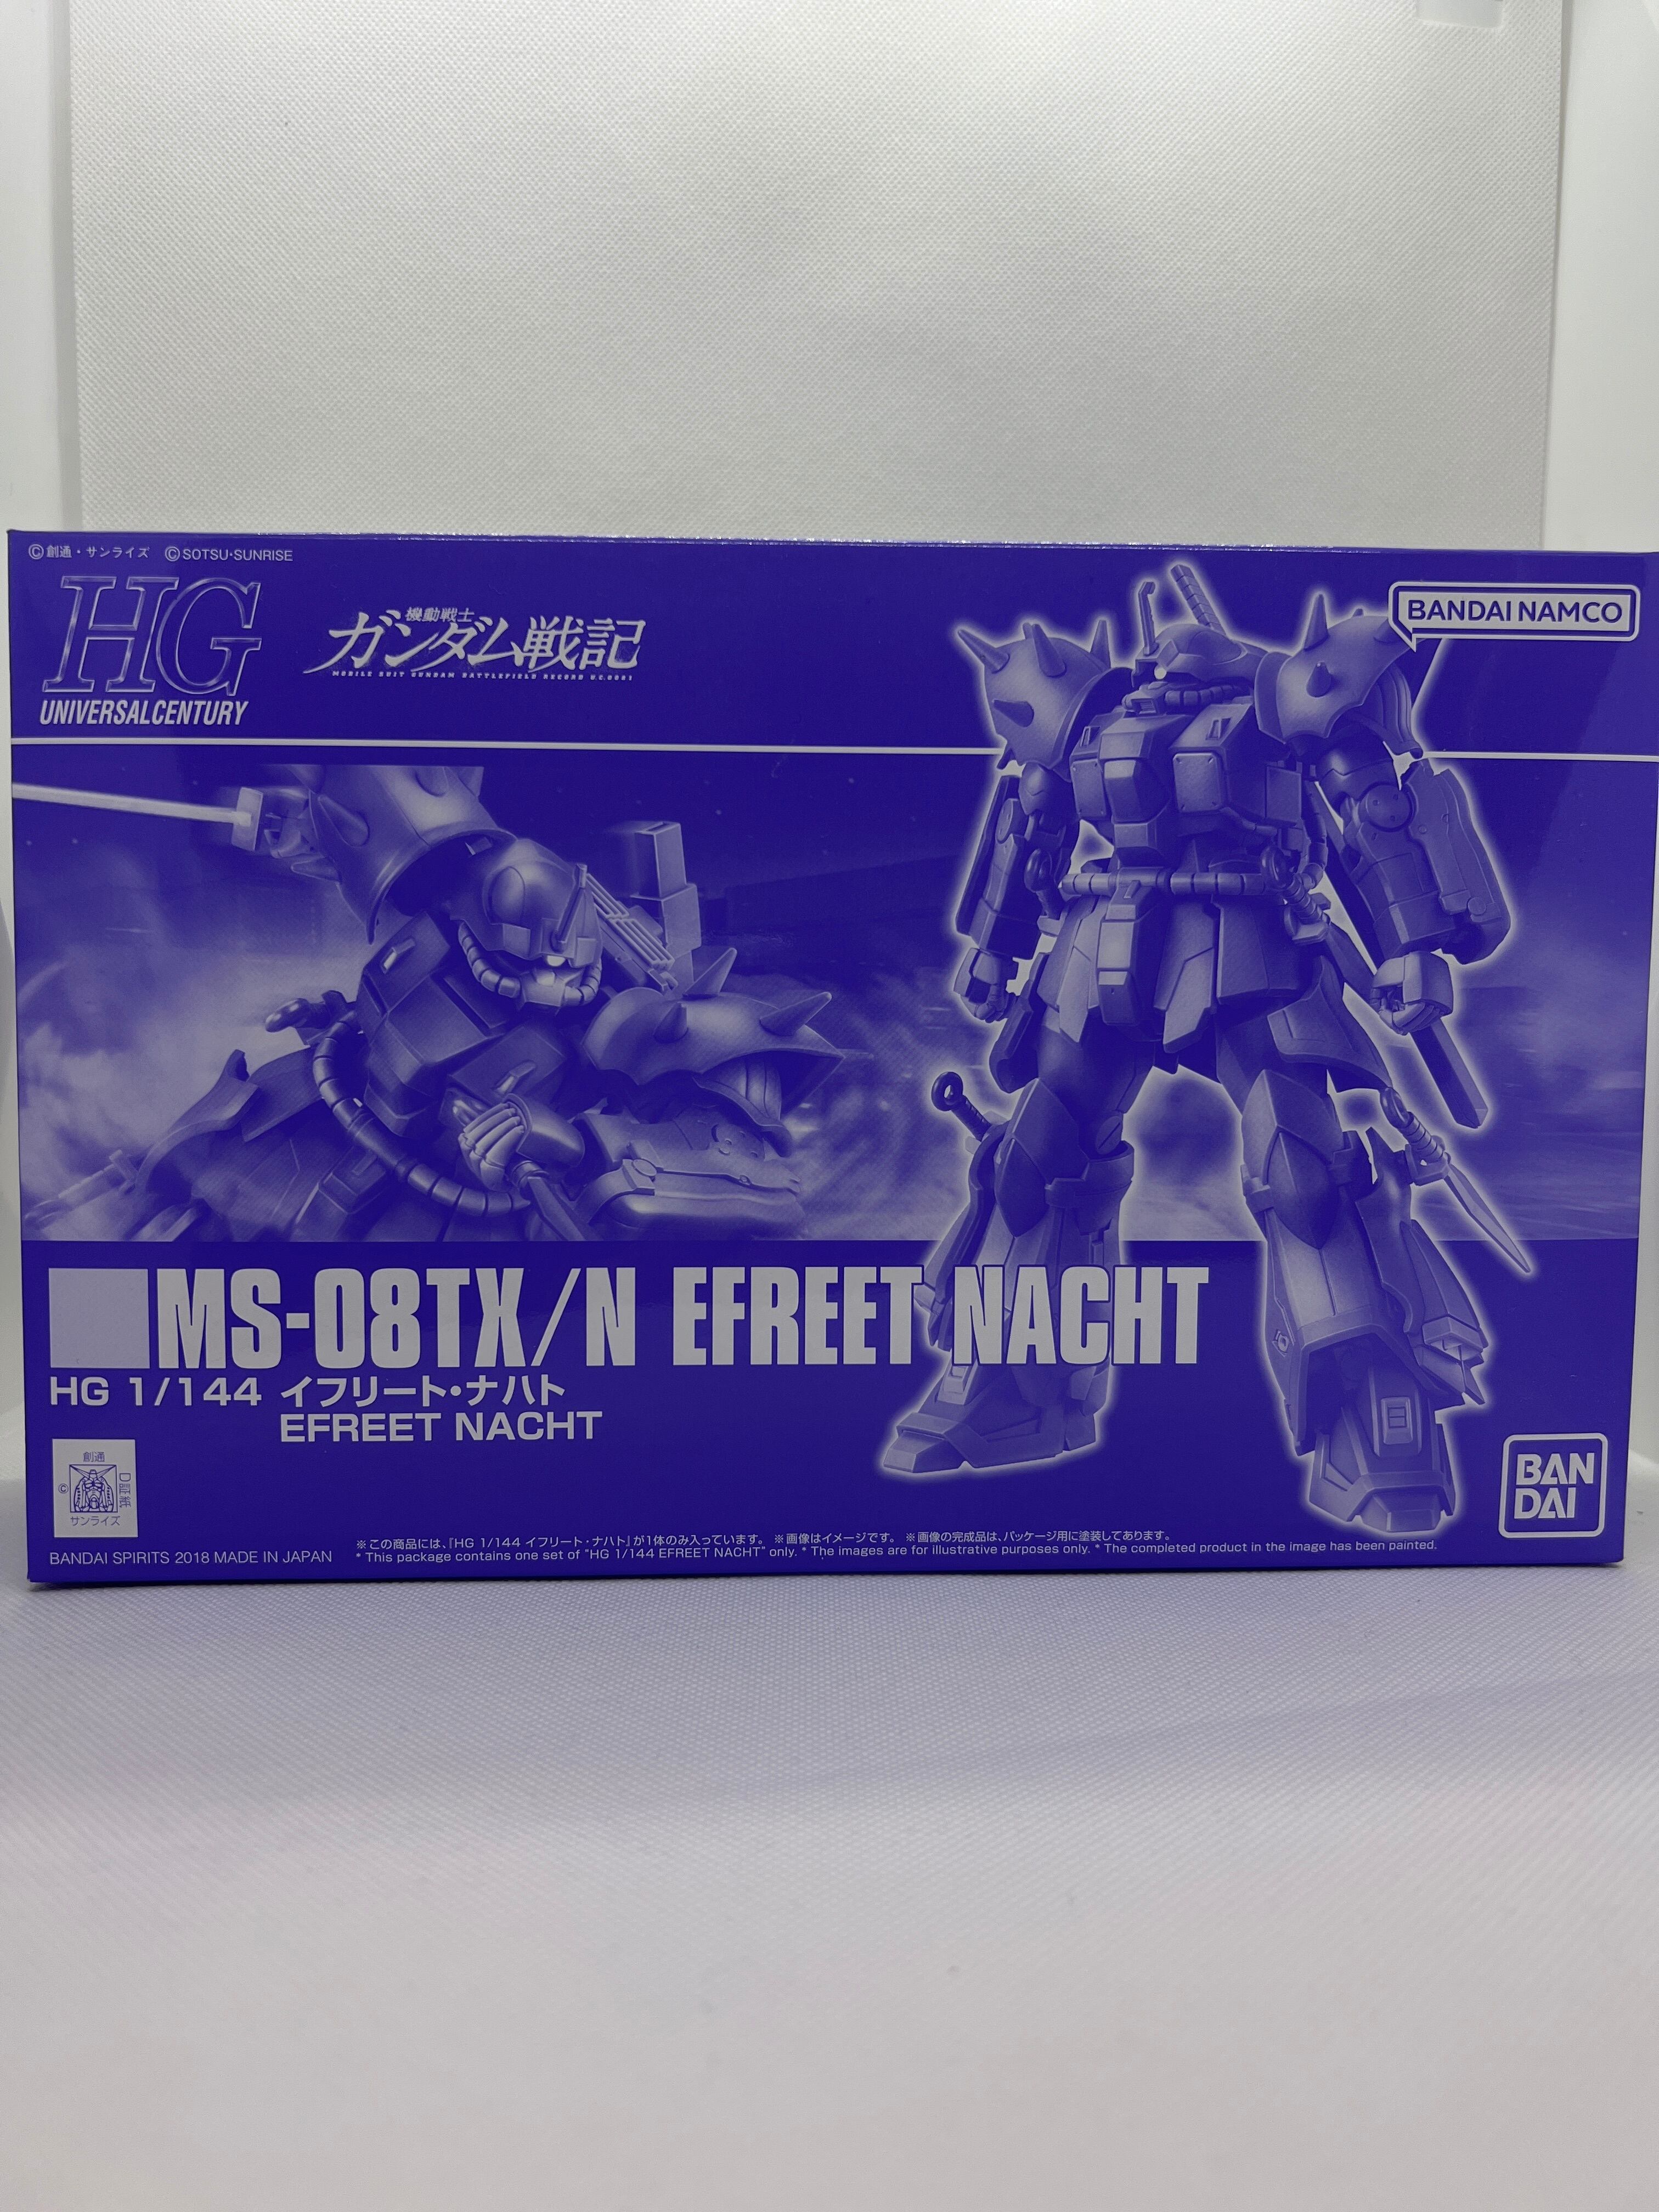 ©創通・サンライズ ©SOTSU・SUNRISE
HG
UNIVERSAL CENTURY
機動戦士
ガンダム戦記
MOBILE SUIT GUNDAM BATTLEFIELD RECORD U.C.0081
BANDAI NAMCO
MS-08TX/N EFREET NACHT
HG 1/144 イフリート・ナハト
EFREET NACHT
創通
©
D証紙
サンライズ
BAN
DAI
BANDAI SPIRITS 2018 MADE IN JAPAN
※この商品には、『HG 1/144 イフリート・ナハト』が1体のみ入っています。 ※画像はイメージです。 ※画像の完成品は、パッケージ用に塗装してあります。
* This package contains one set of "HG 1/144 EFREET NACHT" only. * The images are for illustrative purposes only. * The completed product in the image has been painted.